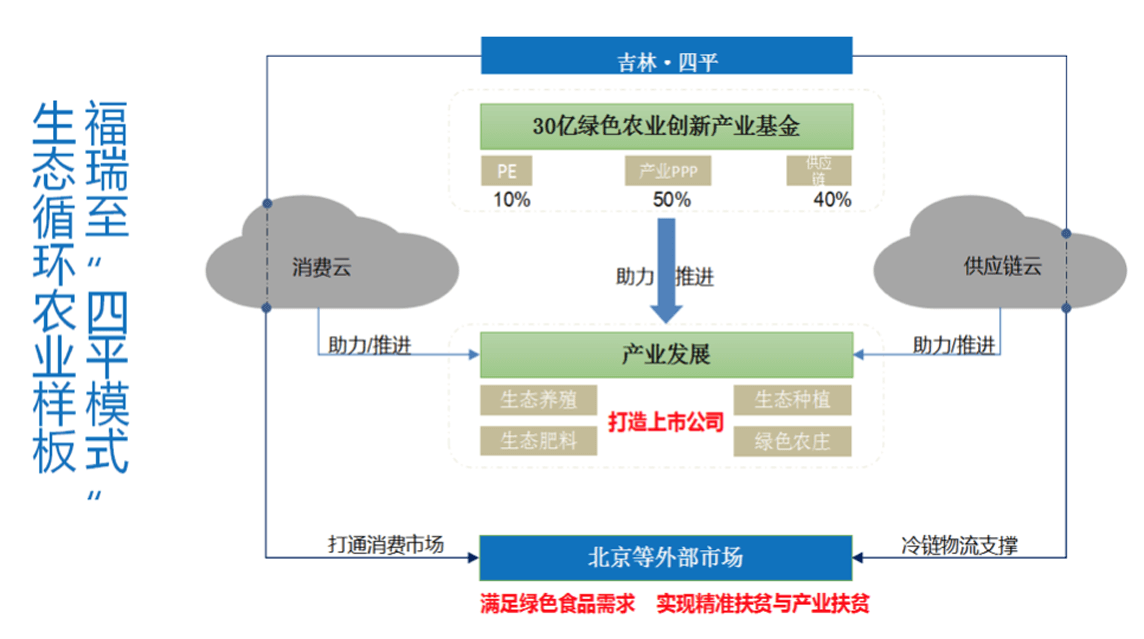 福瑞至“四平模式“
生态循环农业样板
吉林·四平
30亿绿色农业创新产业基金
PE
产业PPP
供应
链
10%
50%
40%
消费云
助力 推进
供应链云
助力/推进
产业发展
助力/推进
生态养殖
生态种植
打造上市公司
生态肥料
绿色农庄
打通消费市场
北京等外部市场
冷链物流支撑
满足绿色食品需求 实现精准扶贫与产业扶贫